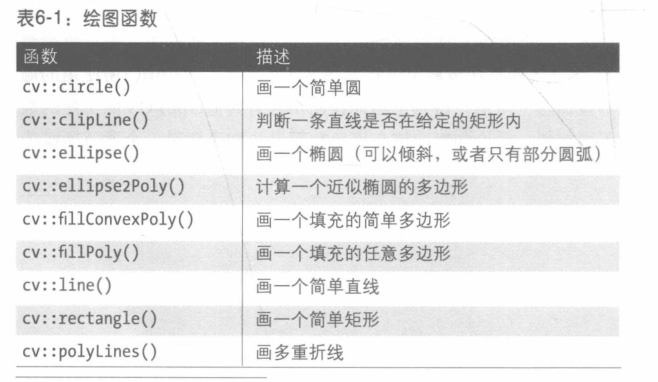 表6-1：绘图函数
函数 描述
cv::circle() 画一个简单圆
cv::clipLine() 判断一条直线是否在给定的矩形内
cv::ellipse() 画一个椭圆（可以倾斜，或者只有部分圆弧）
cv::ellipse2Poly() 计算一个近似椭圆的多边形
cv::fillConvexPoly() 画一个填充的简单多边形
cv::fillPoly() 画一个填充的任意多边形
cv::line() 画一个简单直线
cv::rectangle() 画一个简单矩形
cv::polyLines() 画多重折线